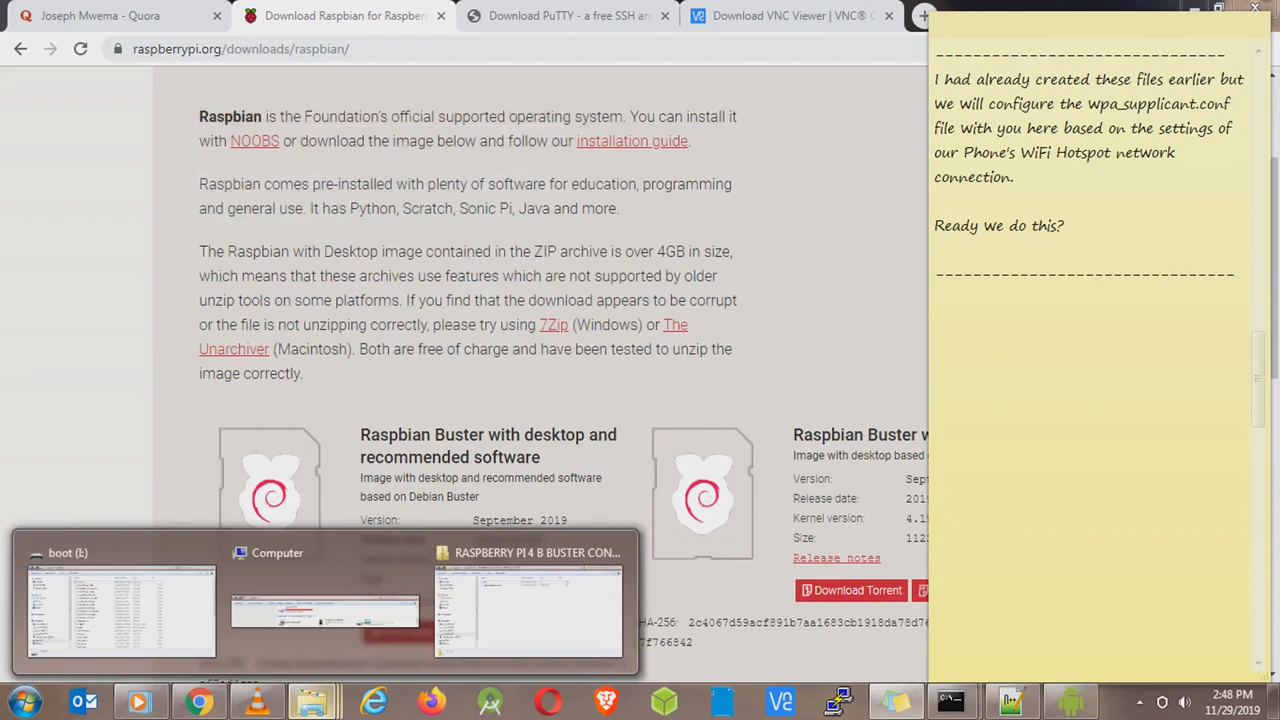 Joseph Mwema - Quora
Download Raspbian for Raspber
Download PuTTY - a free SSH an
Download VNC Viewer | VNC® C
raspberrypi.org/downloads/raspbian/
Raspbian is the Foundation's official supported operating system. You can install it
with NOOBS or download the image below and follow our installation guide.
Raspbian comes pre-installed with plenty of software for education, programming
and general use. It has Python, Scratch, Sonic Pi, Java and more.
The Raspbian with Desktop image contained in the ZIP archive is over 4GB in size,
which means that these archives use features which are not supported by older
unzip tools on some platforms. If you find that the download appears to be corrupt
or the file is not unzipping correctly, please try using 7Zip (Windows) or The
Unarchiver (Macintosh). Both are free of charge and have been tested to unzip the
image correctly.
Raspbian Buster with desktop and
recommended software
Image with desktop and recommended software
based on Debian Buster
Version: September 2019
Raspbian Buster w
Image with desktop based
Version: Sep
Release date: 2019
Kernel version: 4.19
Size: 112
Release notes
Download Torrent
HA-256: 2c4067d59acf891b7aa1683cb1918da78d76
7f766842
------------------------------
I had already created these files earlier but
we will configure the wpa_supplicant.conf
file with you here based on the settings of
our Phone's WiFi Hotspot network
connection.
Ready we do this?
-------------------------------
boot (I:)
Computer
RASPBERRY PI 4 B BUSTER CON...
2:48 PM
11/29/2019